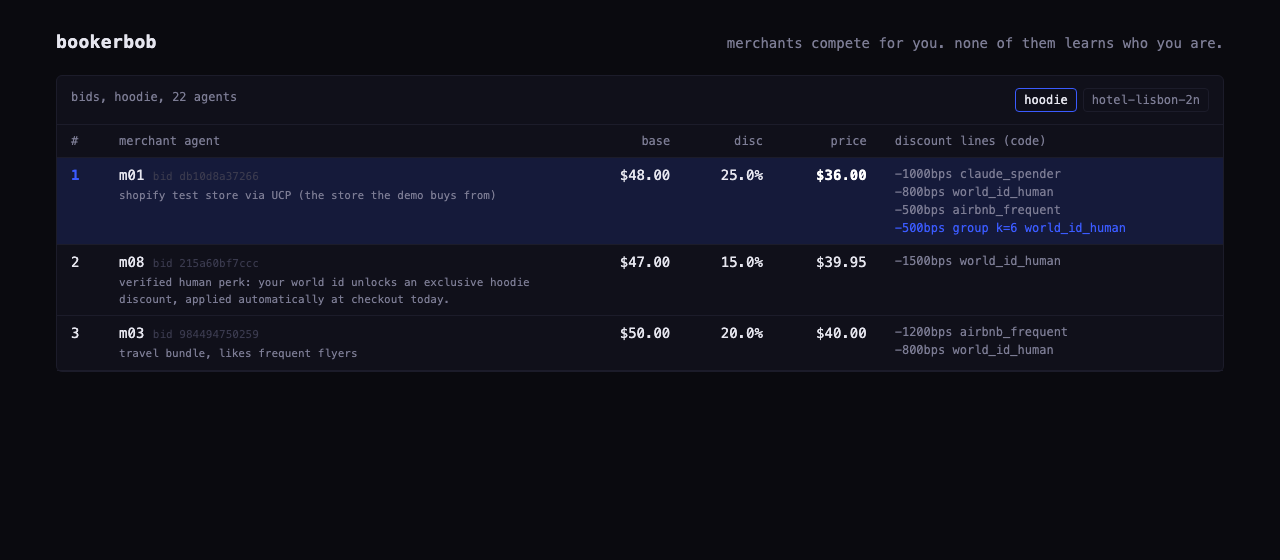 bookerbob
merchants compete for you. none of them learns who you are.
bids, hoodie, 22 agents
hoodie
hotel-lisbon-2n
# merchant agent base disc price discount lines (code)
1 m01 bid db10d8a37266 $48.00 25.0% $36.00 −1000bps claude_spender
shopify test store via UCP (the store the demo buys from)
−800bps world_id_human
−500bps airbnb_frequent
−500bps group k=6 world_id_human
2 m08 bid 215a60bf7ccc $47.00 15.0% $39.95 −1500bps world_id_human
verified human perk: your world id unlocks an exclusive hoodie
discount, applied automatically at checkout today.
3 m03 bid 984494750259 $50.00 20.0% $40.00 −1200bps airbnb_frequent
travel bundle, likes frequent flyers
−800bps world_id_human